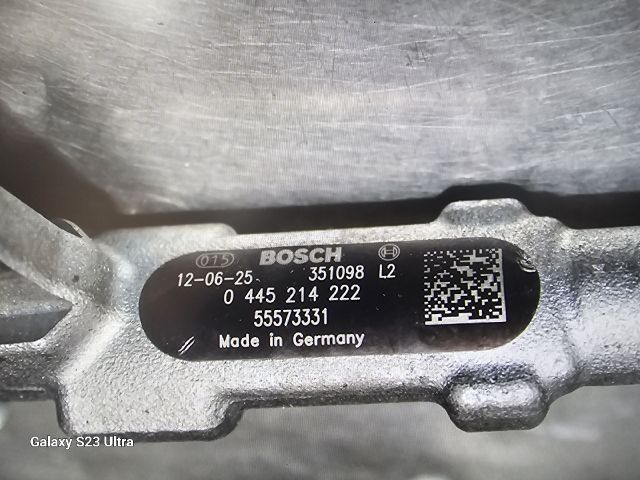 015 BOSCH
12-06-25 351098 L2
0 445 214 222
55573331
Made in Germany
Galaxy S23 Ultra